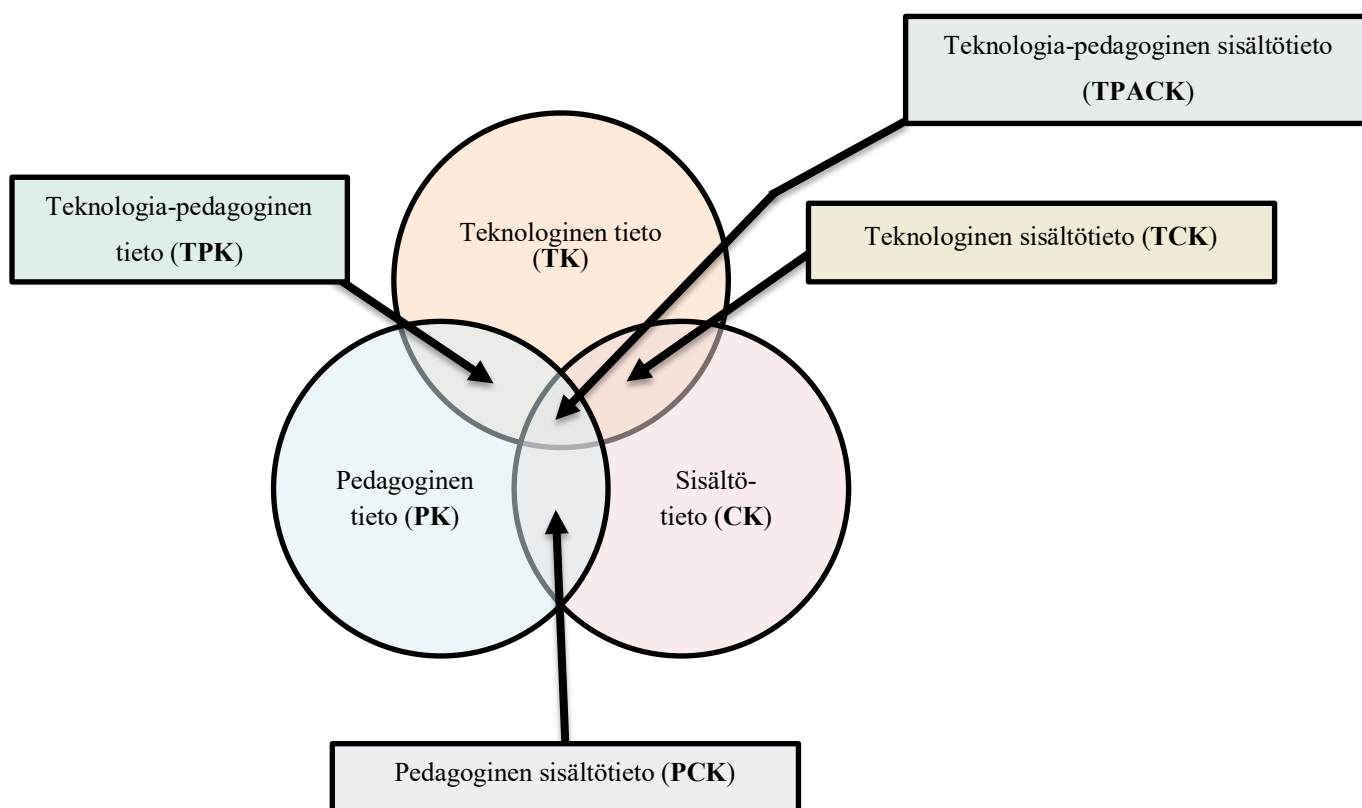 Teknologia-pedagoginen sisältötieto
(TPACK)
Teknologia-pedagoginen
tieto (TPK)
Teknologinen tieto
(TK)
Teknologinen sisältötieto (TCK)
Pedagoginen
tieto (PK)
Sisältö-
tieto (CK)
Pedagoginen sisältötieto (PCK)